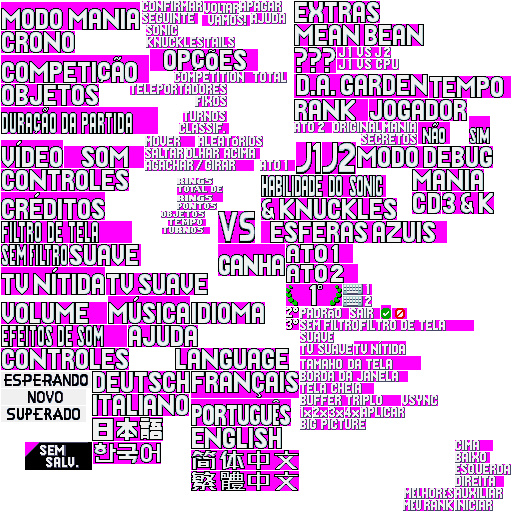 MODO MANIA
CONFIRMAR VOLTAR APAGAR
SEGUINTE VAMOS! AJUDA
CRONO
SONIC
KNUCKLES TAILS
EXTRAS
MEAN BEAN
OPÇÕES
??? J1 VS J2
J1 VS CPU
COMPETIÇÃO
COMPETITION TOTAL
D.A. GARDEN TEMPO
OBJETOS
TELEPORTADORES
FIXOS
RANK JOGADOR
DURAÇÃO DA PARTIDA
TURNOS
CLASSIF.
ATO 2 ORIGINAL MANIA
SECRETOS NÃO SIM
MOVER ALEATÓRIOS
VÍDEO SOM
SALTAR OLHAR ACIMA
AGACHAR / GIRAR ATO 1
J1 J2 MODO DEBUG
CONTROLES
RINGS
TOTAL DE
RINGS
PONTOS
HABILIDADE DO SONIC
MANIA
CD 3 & K
CRÉDITOS
OBJETOS
TEMPO
TURNOS
VS
& KNUCKLES
FILTRO DE TELA
ESFERAS AZUIS
SEM FILTRO SUAVE
GANHA
ATO 1
ATO 2
TV NÍTIDA TV SUAVE
1º
1
2
VOLUME MÚSICA IDIOMA
2º PADRÃO SAIR
3º SEM FILTRO FILTRO DE TELA
EFEITOS DE SOM AJUDA
SUAVE
TV SUAVE TV NÍTIDA
CONTROLES LANGUAGE
TAMAHO DA TELA
BORDA DA JANELA
ESPERANDO
NOVO
SUPERADO
DEUTSCH FRANÇAIS
TELA CHEIA
BUFFER TRIPLO VSYNC
ITALIANO PORTUGUÊS
1x 2x 3x 4x APLICAR
BIG PICTURE
日本語
ENGLISH
SEM
SALV.
한국어
简体中文
繁體中文
CIMA
BAIXO
ESQUERDA
DIREITA
MELHORES AUXILIAR
MEU RANK INICIAR